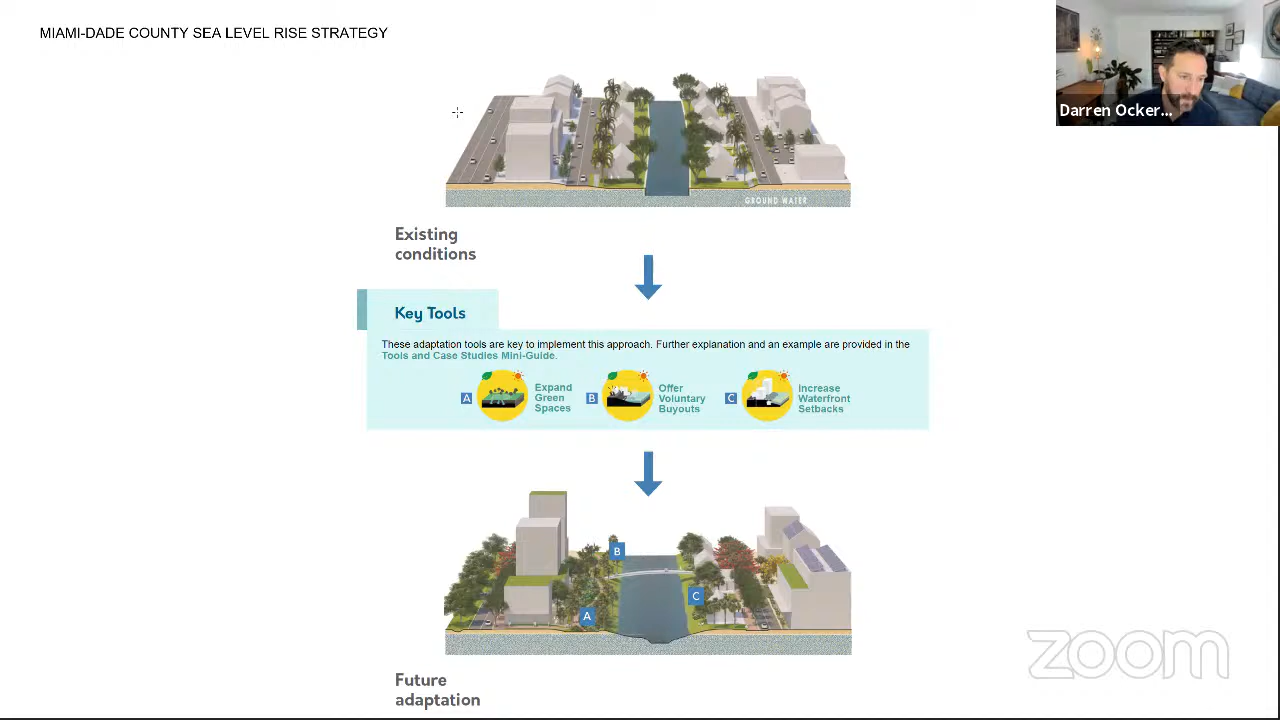 MIAMI-DADE COUNTY SEA LEVEL RISE STRATEGY
Darren Ocker...
GROUND WATER
Existing
conditions
Key Tools
These adaptation tools are key to implement this approach. Further explanation and an example are provided in the
Tools and Case Studies Mini-Guide.
A
Expand
Green
Spaces
B
Offer
Voluntary
Buyouts
C
Increase
Waterfront
Setbacks
B
C
A
zoom
Future
adaptation